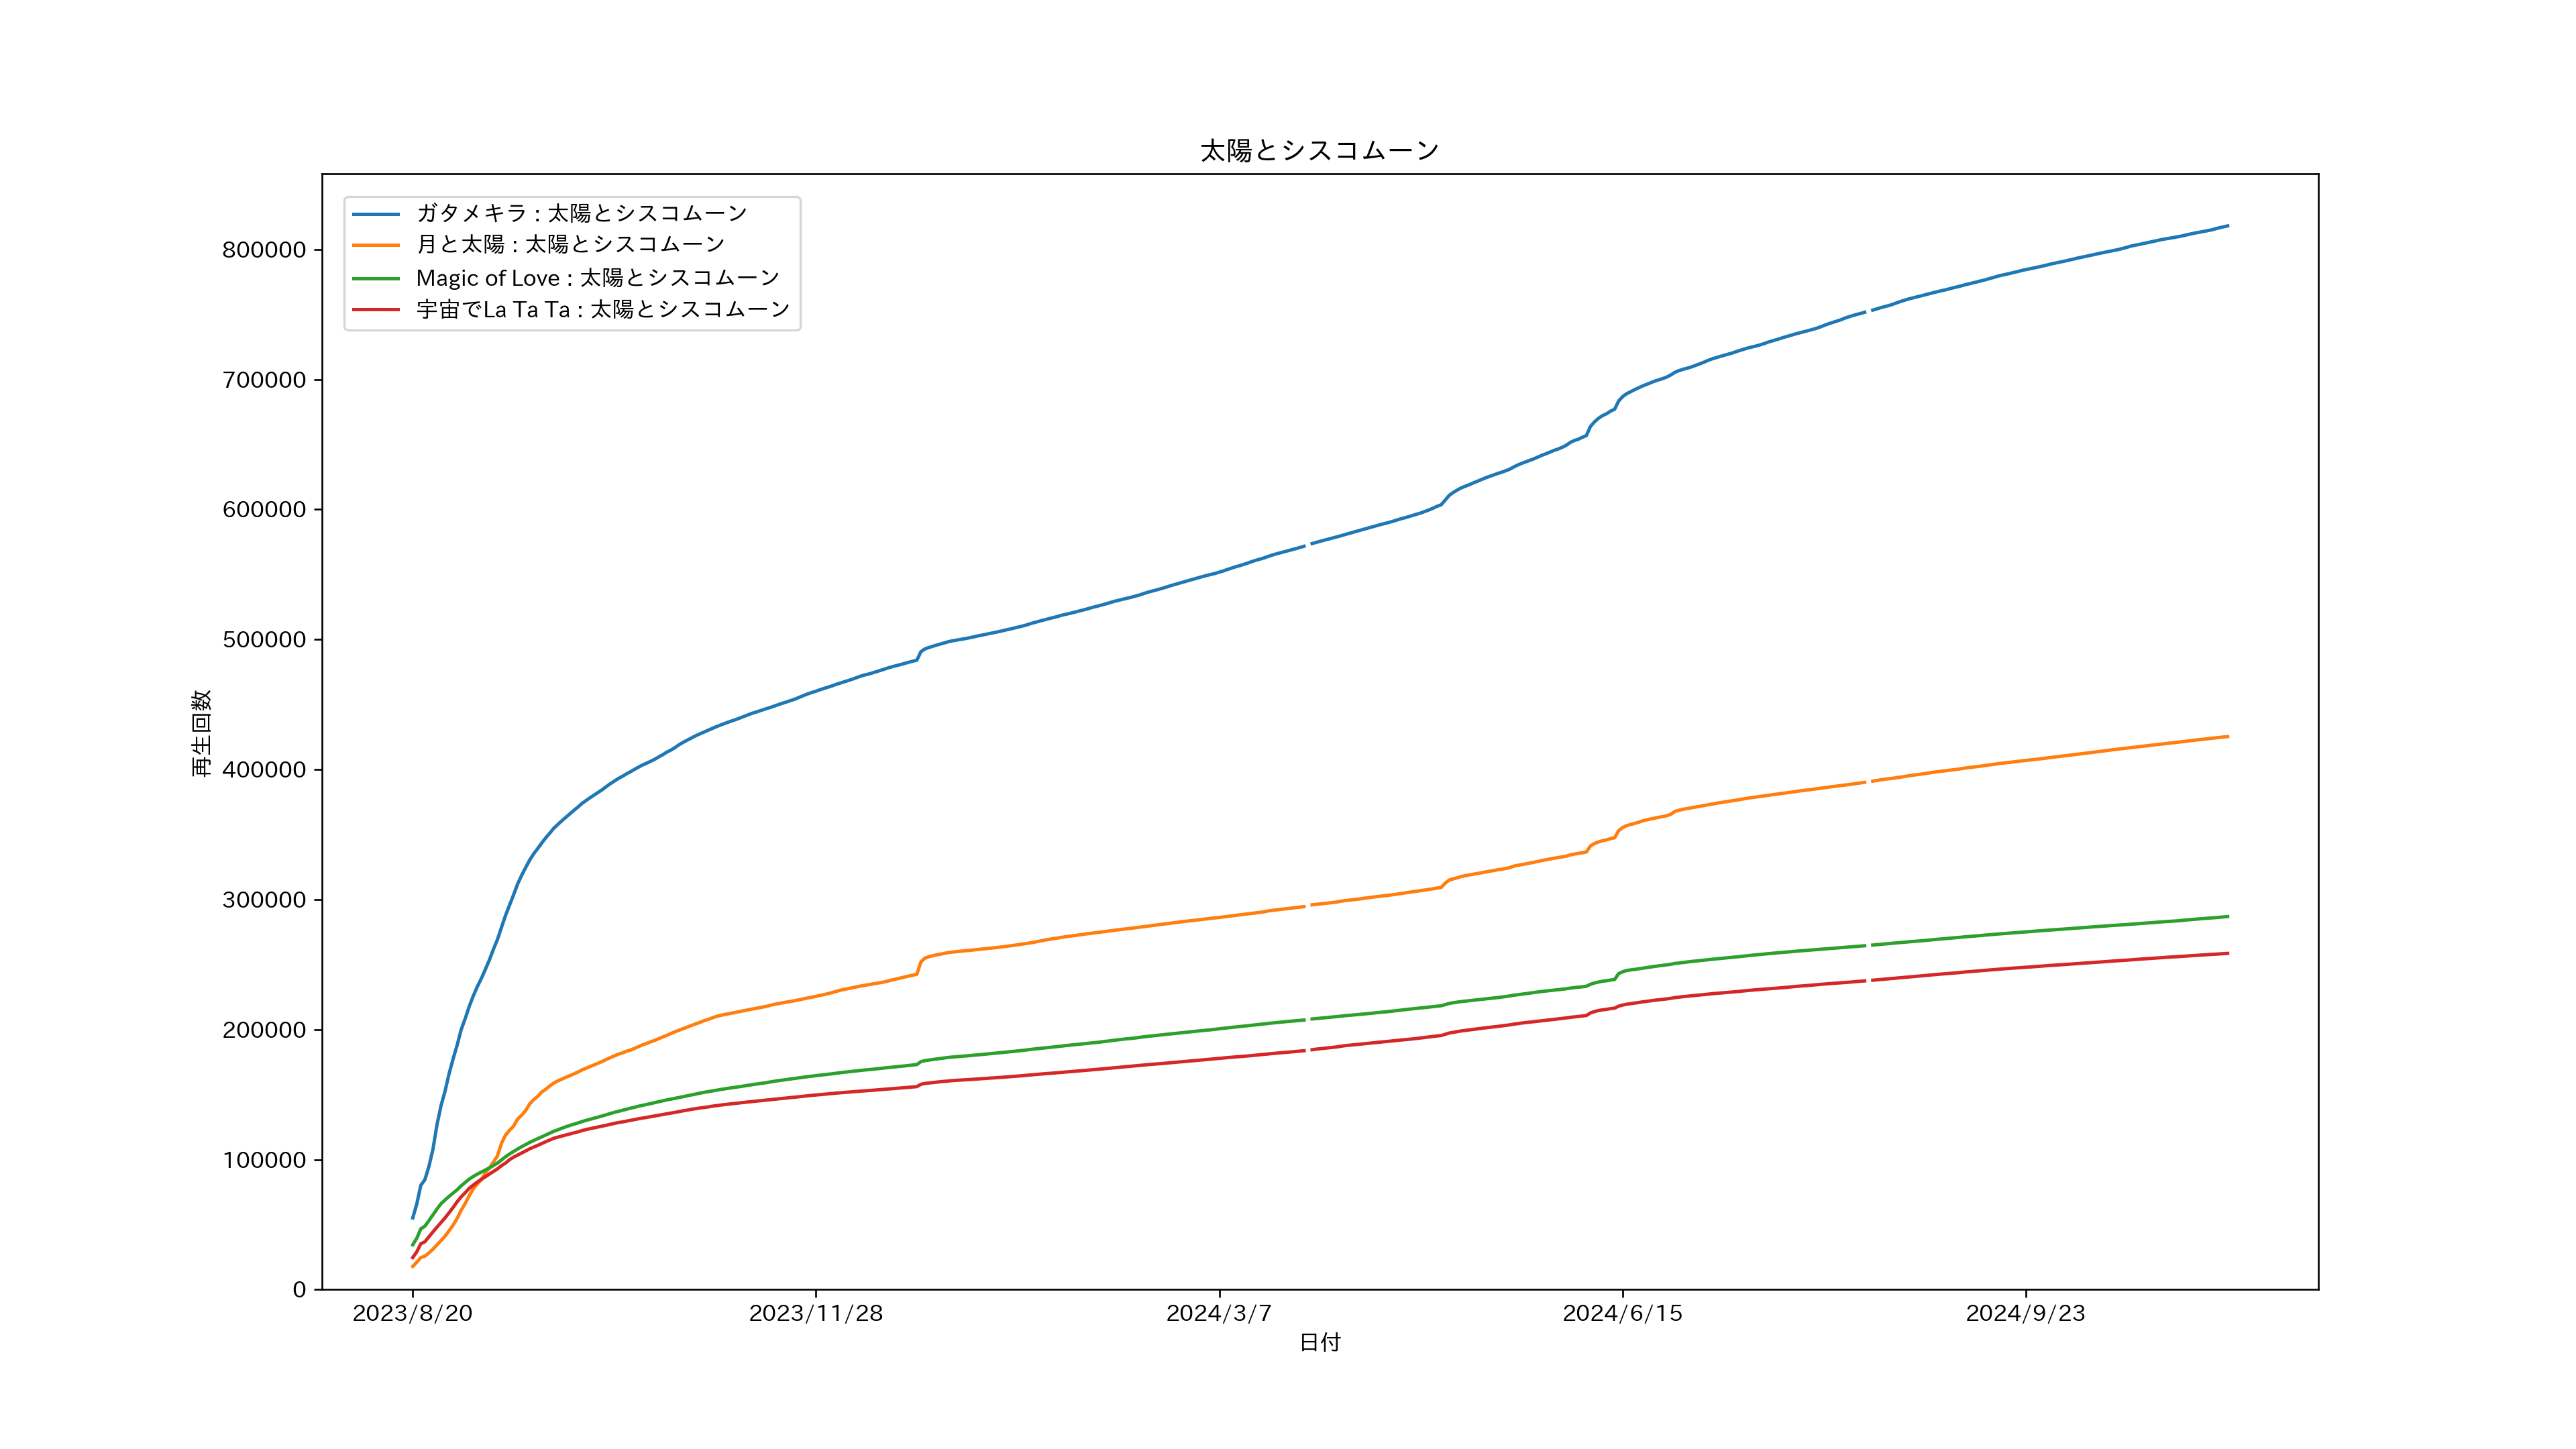 太陽とシスコムーン
ガタメキラ : 太陽とシスコムーン
月と太陽 : 太陽とシスコムーン
Magic of Love : 太陽とシスコムーン
宇宙でLa Ta Ta : 太陽とシスコムーン
再生回数
800000
700000
600000
500000
400000
300000
200000
100000
0
2023/8/20 2023/11/28 2024/3/7 2024/6/15 2024/9/23
日付